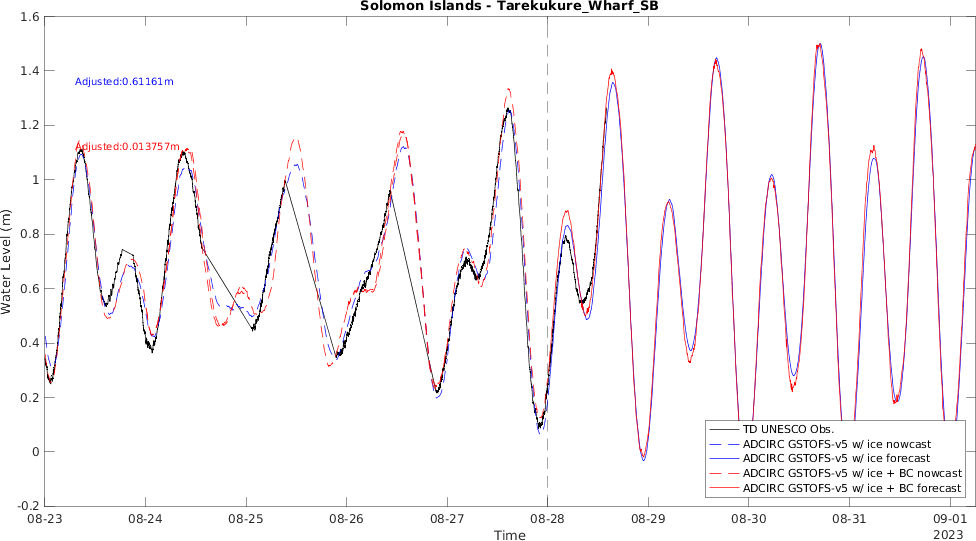 Solomon Islands - Tarekukure_Wharf_SB
1.6
1.4
1.2
1
0.8
0.6
0.4
0.2
0
-0.2
Water Level (m)
Adjusted:0.61161m
Adjusted:0.013757m
TD UNESCO Obs.
ADCIRC GSTOFS-v5 w/ ice nowcast
ADCIRC GSTOFS-v5 w/ ice forecast
ADCIRC GSTOFS-v5 w/ ice + BC nowcast
ADCIRC GSTOFS-v5 w/ ice + BC forecast
08-23 08-24 08-25 08-26 08-27 08-28 08-29 08-30 08-31 09-01
Time
2023